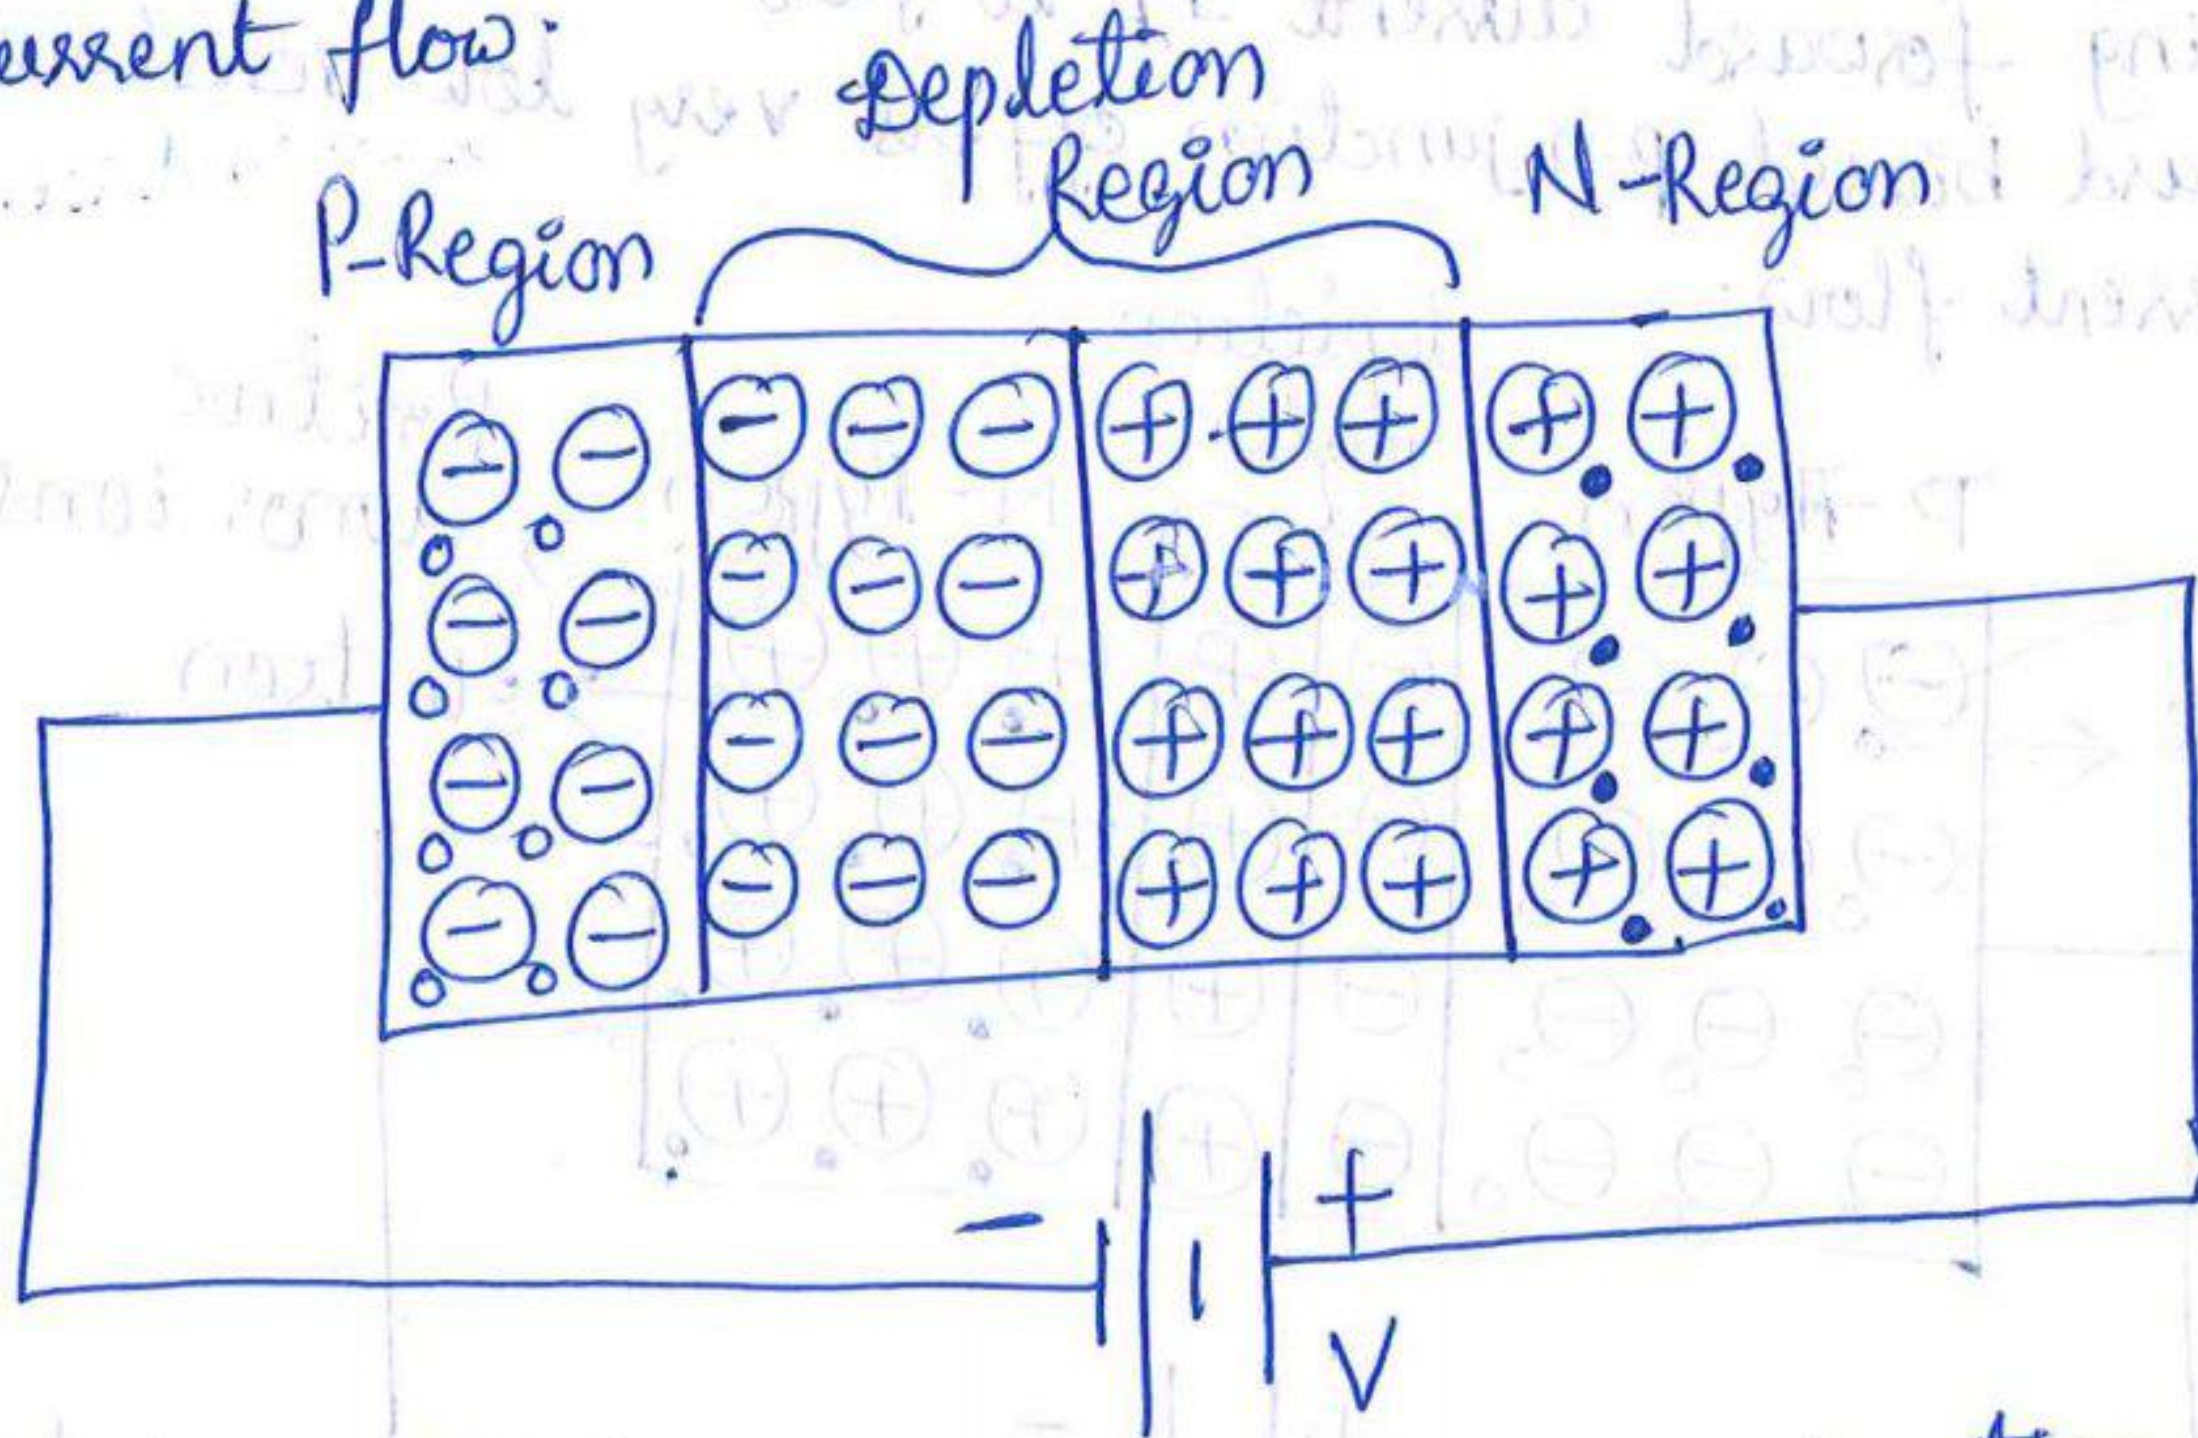 current flow.
Depletion
Region
P-Region
N-Region
- +
V